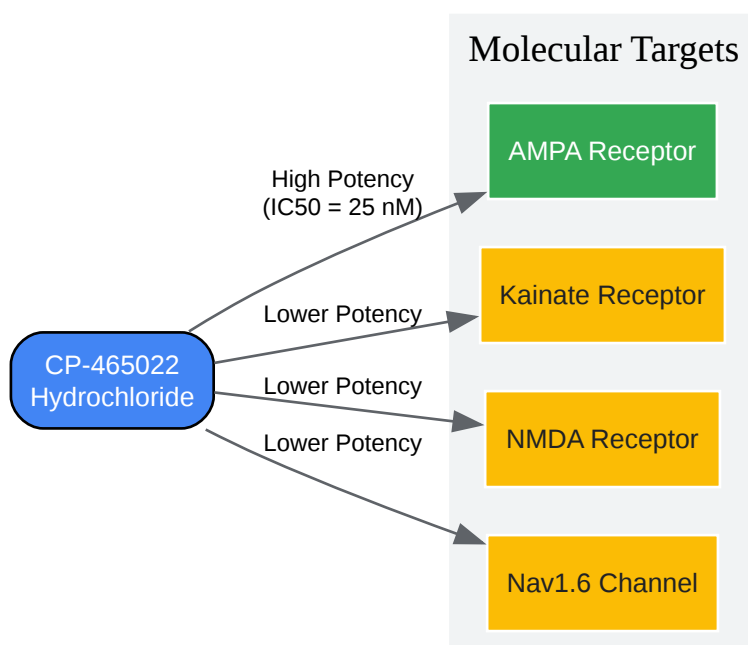 Molecular Targets
AMPA Receptor
High Potency
(IC50 = 25 nM)
Kainate Receptor
Lower Potency
CP-465022
Hydrochloride
Lower Potency
NMDA Receptor
Lower Potency
Nav1.6 Channel